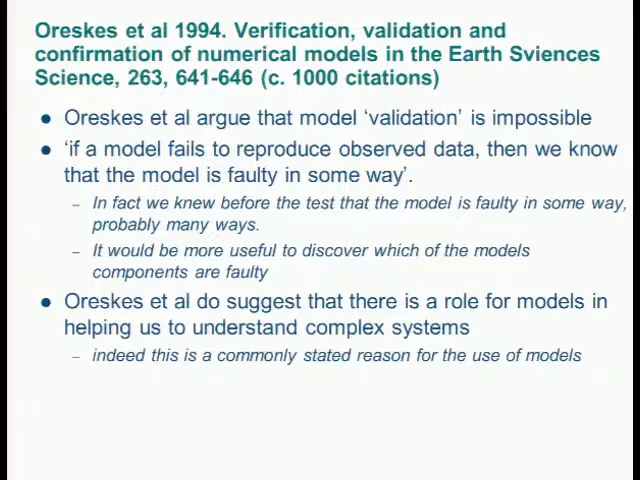 Oreskes et al 1994. Verification, validation and
confirmation of numerical models in the Earth Sviences
Science, 263, 641-646 (c. 1000 citations)
● Oreskes et al argue that model ‘validation’ is impossible
● ‘if a model fails to reproduce observed data, then we know
that the model is faulty in some way’.
– In fact we knew before the test that the model is faulty in some way,
probably many ways.
– It would be more useful to discover which of the models
components are faulty
● Oreskes et al do suggest that there is a role for models in
helping us to understand complex systems
– indeed this is a commonly stated reason for the use of models